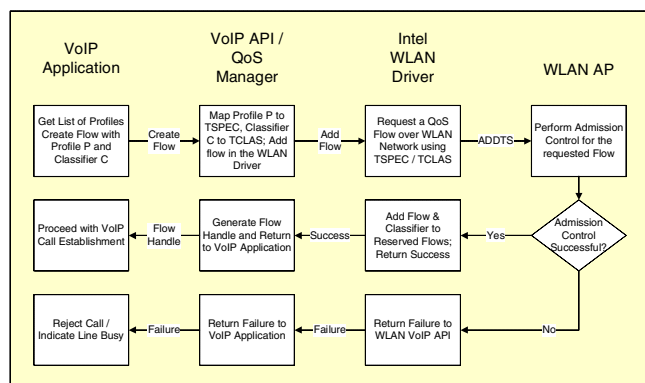 VoIP
Application
VoIP API /
QoS
Manager
Intel
WLAN
Driver
WLAN AP
Get List of Profiles
Create Flow with
Profile P and
Classifier C
Create
Flow
Map Profile P to
TSPEC, Classifier
C to TCLAS; Add
flow in the WLAN
Driver
Add
Flow
Request a QoS
Flow over WLAN
Network using
TSPEC / TCLAS
ADDTS
Perform Admission
Control for the
requested Flow
Proceed with VoIP
Call Establishment
Flow
Handle
Generate Flow
Handle and Return
to VoIP Application
Success
Add Flow &
Classifier to
Reserved Flows;
Return Success
Yes
Admission
Control
Successful?
Reject Call /
Indicate Line Busy
Failure
Return Failure to
VoIP Application
Failure
Return Failure to
WLAN VoIP API
No